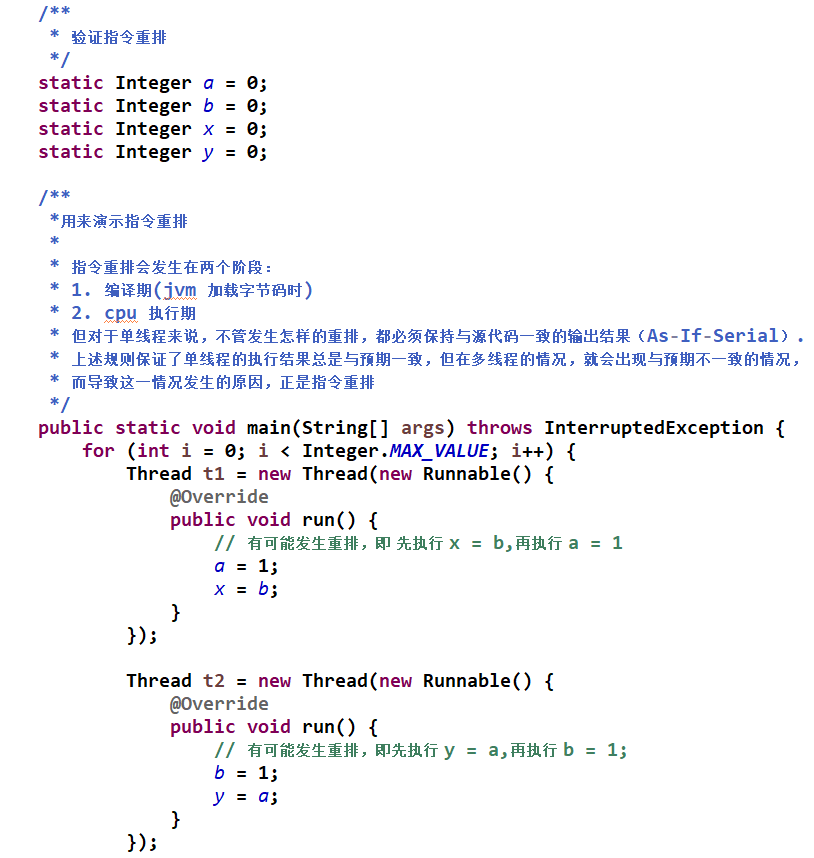 /**
 * 验证指令重排
 */
static Integer a = 0;
static Integer b = 0;
static Integer x = 0;
static Integer y = 0;
/**
 *用来演示指令重排
 *
 * 指令重排会发生在两个阶段:
 * 1. 编译期(jvm 加载字节码时)
 * 2. cpu 执行期
 * 但对于单线程来说，不管发生怎样的重排，都必须保持与源代码一致的输出结果（As-If-Serial）.
 * 上述规则保证了单线程的执行结果总是与预期一致，但在多线程的情况，就会出现与预期不一致的情况，
 * 而导致这一情况发生的原因，正是指令重排
 */
public static void main(String[] args) throws InterruptedException {
    for (int i = 0; i < Integer.MAX_VALUE; i++) {
        Thread t1 = new Thread(new Runnable() {
            @Override
            public void run() {
                // 有可能发生重排，即 先执行 x = b,再执行 a = 1
                a = 1;
                x = b;
            }
        });
        Thread t2 = new Thread(new Runnable() {
            @Override
            public void run() {
                // 有可能发生重排，即先执行 y = a,再执行 b = 1;
                b = 1;
                y = a;
            }
        });